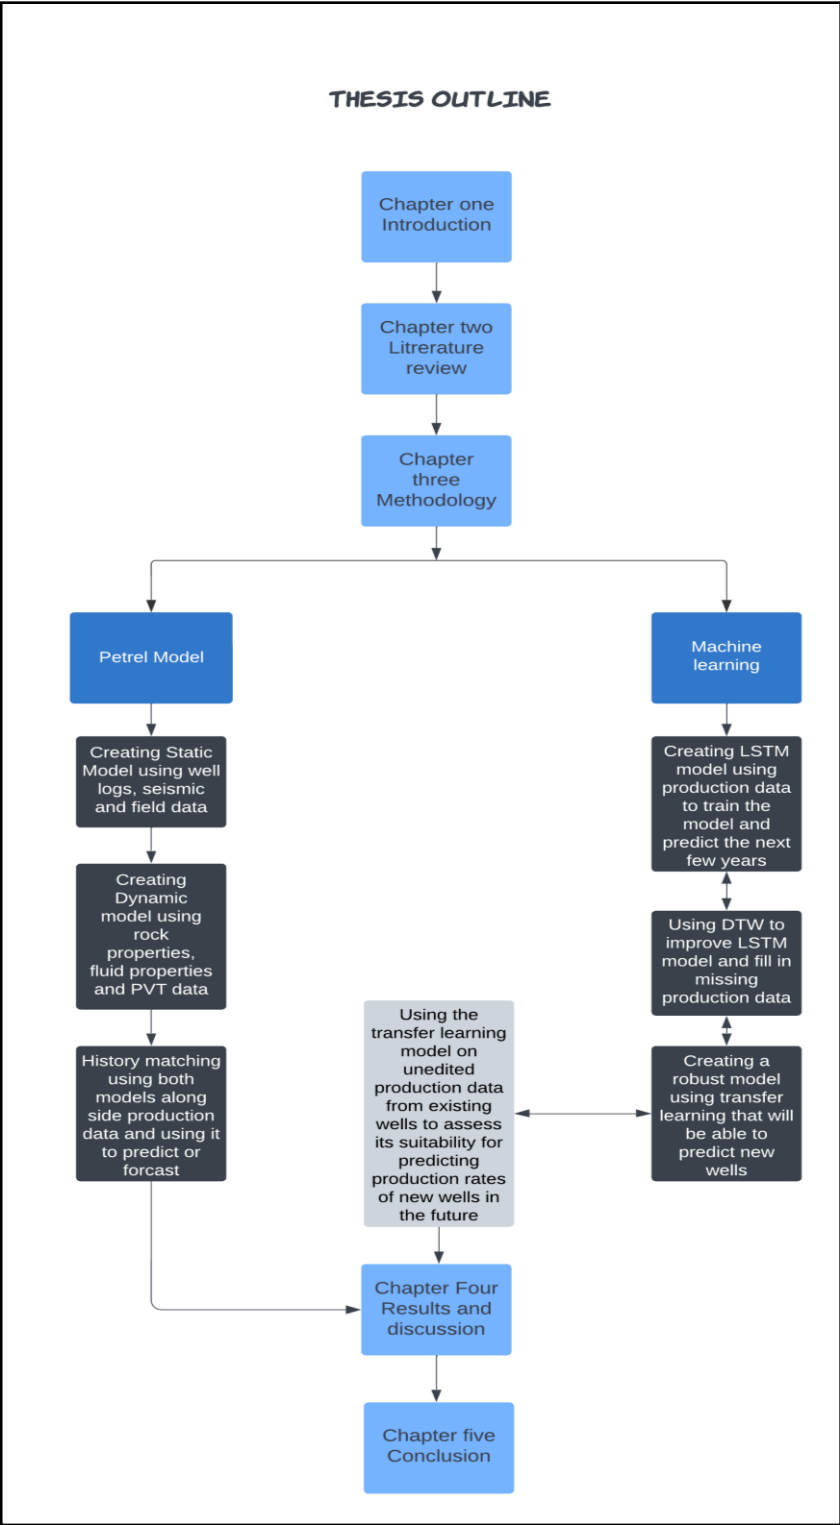 THESIS OUTLINE
Chapter one
Introduction
Chapter two
Litrerature
review
Chapter
three
Methodology
Petrel Model
Creating Static
Model using well
logs, seismic
and field data
Creating
Dynamic
model using
rock
properties,
fluid properties
and PVT data
History matching
using both
models along
side production
data and using it
to predict or
forcast
Machine
learning
Creating LSTM
model using
production data
to train the
model and
predict the next
few years
Using DTW to
improve LSTM
model and fill in
missing
production data
Creating a
robust model
using transfer
learning that will
be able to
predict new
wells
Using the
transfer learning
model on
unedited
production data
from existing
wells to assess
its suitability for
predicting
production rates
of new wells in
the future
Chapter Four
Results and
discussion
Chapter five
Conclusion